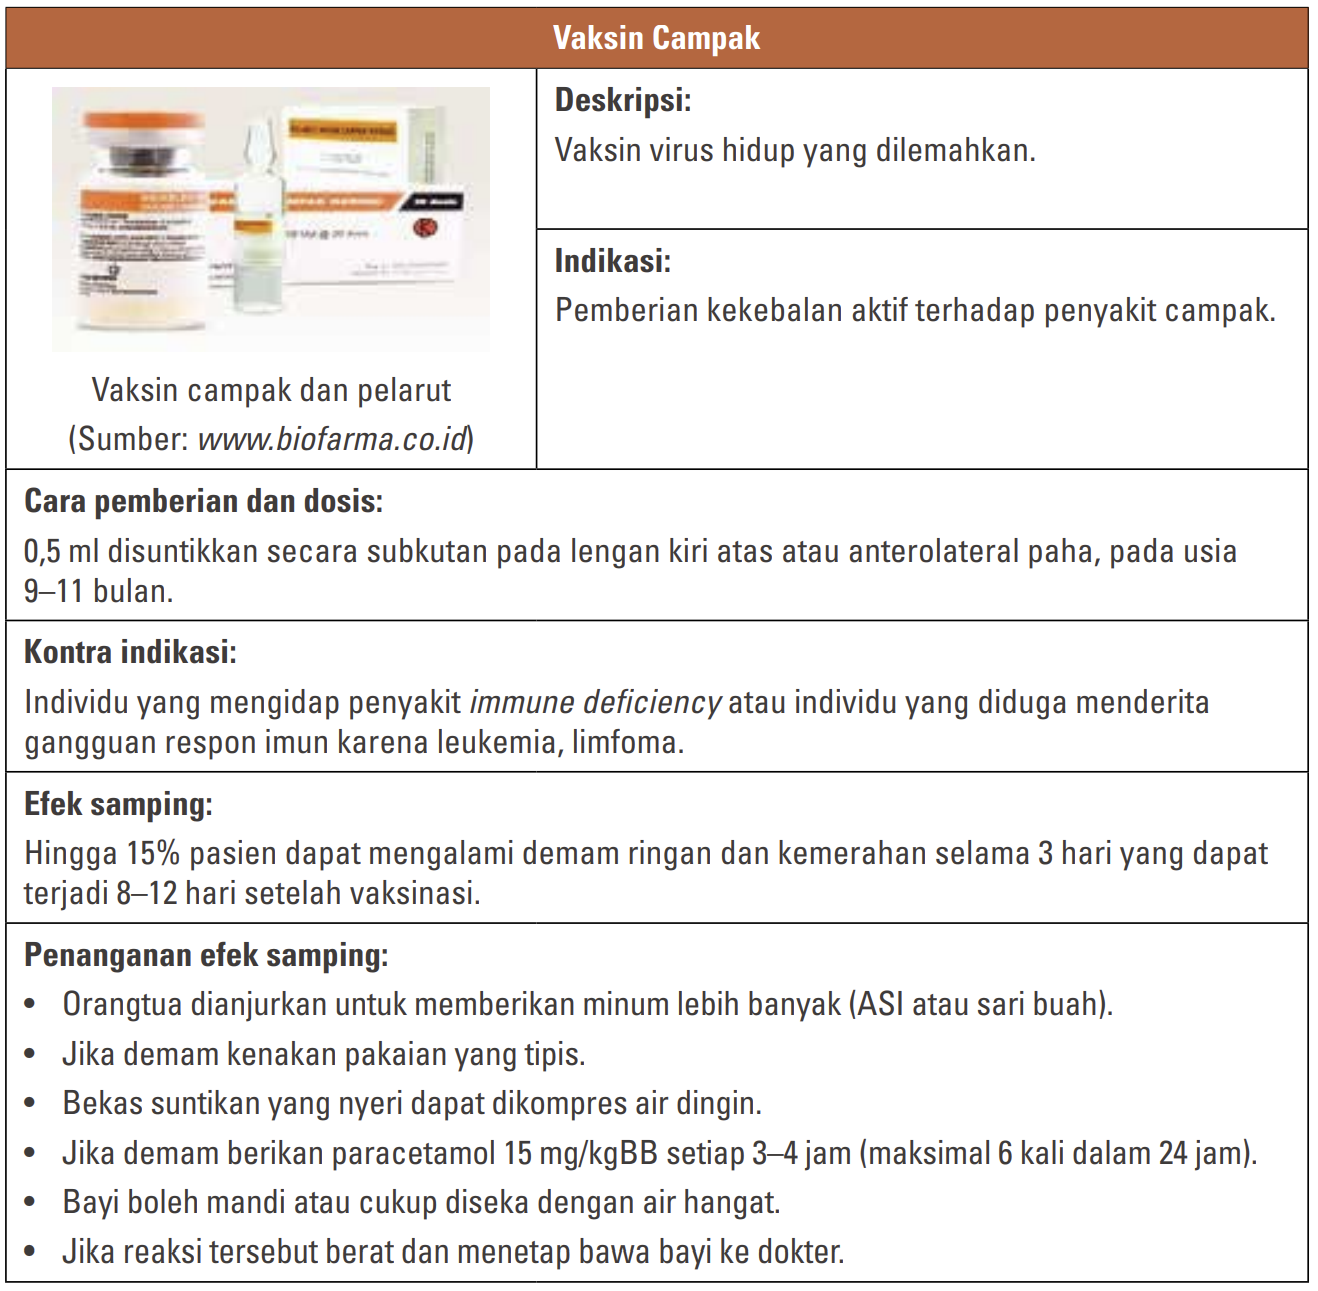 Vaksin Campak
Deskripsi:
Vaksin virus hidup yang dilemahkan.
Indikasi:
Pemberian kekebalan aktif terhadap penyakit campak.
Vaksin campak dan pelarut
(Sumber: www.biofarma.co.id)
Cara pemberian dan dosis:
0,5 ml disuntikkan secara subkutan pada lengan kiri atas atau anterolateral paha, pada usia
9–11 bulan.
Kontra indikasi:
Individu yang mengidap penyakit immune deficiency atau individu yang diduga menderita
gangguan respon imun karena leukemia, limfoma.
Efek samping:
Hingga 15% pasien dapat mengalami demam ringan dan kemerahan selama 3 hari yang dapat
terjadi 8–12 hari setelah vaksinasi.
Penanganan efek samping:
• Orangtua dianjurkan untuk memberikan minum lebih banyak (ASI atau sari buah).
• Jika demam kenakan pakaian yang tipis.
• Bekas suntikan yang nyeri dapat dikompres air dingin.
• Jika demam berikan paracetamol 15 mg/kgBB setiap 3–4 jam (maksimal 6 kali dalam 24 jam).
• Bayi boleh mandi atau cukup diseka dengan air hangat.
• Jika reaksi tersebut berat dan menetap bawa bayi ke dokter.